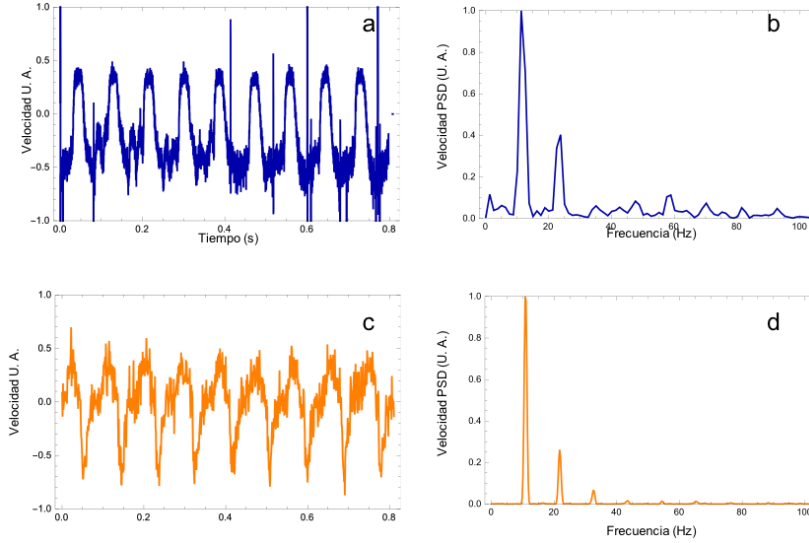 a
Velocidad U. A.
1.0
0.5
0.0
−0.5
−1.0
0.0 0.2 0.4 0.6 0.8
Tiempo (s)
b
Velocidad PSD (U. A.)
1.0
0.8
0.6
0.4
0.2
0.0
0 20 40 60 80 100
Frecuencia (Hz)
c
Velocidad U. A.
1.0
0.5
0.0
−0.5
−1.0
0.0 0.2 0.4 0.6 0.8
d
Velocidad PSD (U. A.)
1.0
0.8
0.6
0.4
0.2
0.0
0 20 40 60 80 100
Frecuencia (Hz)